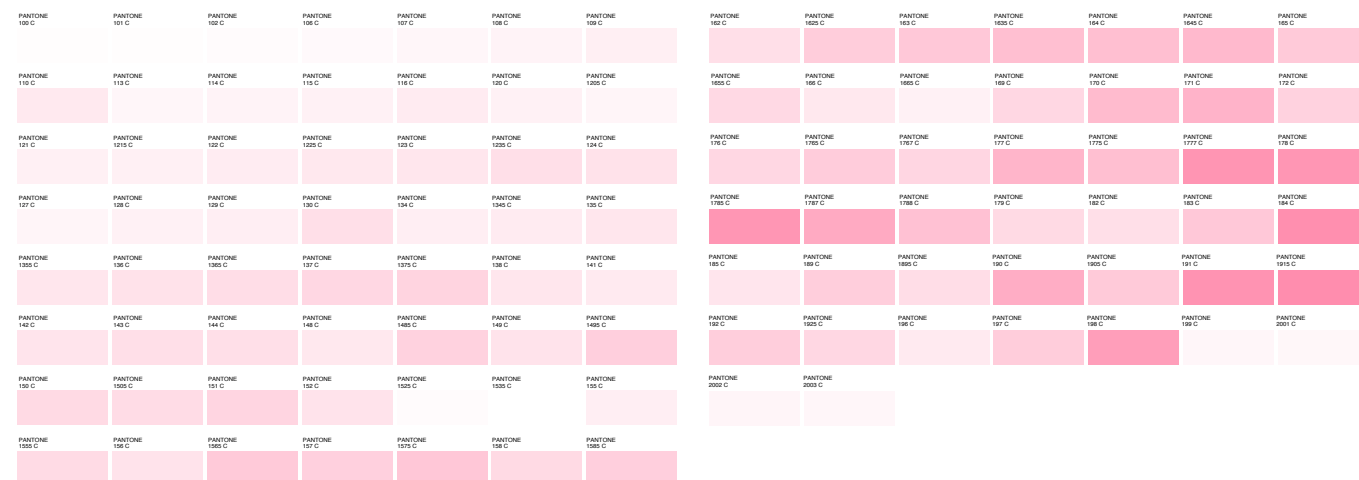 PANTONE
100 C
PANTONE
101 C
PANTONE
102 C
PANTONE
106 C
PANTONE
107 C
PANTONE
108 C
PANTONE
109 C
PANTONE
110 C
PANTONE
113 C
PANTONE
114 C
PANTONE
115 C
PANTONE
116 C
PANTONE
120 C
PANTONE
1205 C
PANTONE
121 C
PANTONE
1215 C
PANTONE
122 C
PANTONE
1225 C
PANTONE
123 C
PANTONE
1235 C
PANTONE
124 C
PANTONE
127 C
PANTONE
128 C
PANTONE
129 C
PANTONE
130 C
PANTONE
134 C
PANTONE
1345 C
PANTONE
135 C
PANTONE
1355 C
PANTONE
136 C
PANTONE
1365 C
PANTONE
137 C
PANTONE
1375 C
PANTONE
138 C
PANTONE
141 C
PANTONE
142 C
PANTONE
143 C
PANTONE
144 C
PANTONE
148 C
PANTONE
1485 C
PANTONE
149 C
PANTONE
1495 C
PANTONE
150 C
PANTONE
1505 C
PANTONE
151 C
PANTONE
152 C
PANTONE
1525 C
PANTONE
1535 C
PANTONE
155 C
PANTONE
1555 C
PANTONE
156 C
PANTONE
1565 C
PANTONE
157 C
PANTONE
1575 C
PANTONE
158 C
PANTONE
1585 C
PANTONE
162 C
PANTONE
1625 C
PANTONE
163 C
PANTONE
1635 C
PANTONE
164 C
PANTONE
1645 C
PANTONE
165 C
PANTONE
1655 C
PANTONE
166 C
PANTONE
1665 C
PANTONE
169 C
PANTONE
170 C
PANTONE
171 C
PANTONE
172 C
PANTONE
176 C
PANTONE
1765 C
PANTONE
1767 C
PANTONE
177 C
PANTONE
1775 C
PANTONE
1777 C
PANTONE
178 C
PANTONE
1785 C
PANTONE
1787 C
PANTONE
1788 C
PANTONE
179 C
PANTONE
182 C
PANTONE
183 C
PANTONE
184 C
PANTONE
185 C
PANTONE
189 C
PANTONE
1895 C
PANTONE
190 C
PANTONE
1905 C
PANTONE
191 C
PANTONE
1915 C
PANTONE
192 C
PANTONE
1925 C
PANTONE
196 C
PANTONE
197 C
PANTONE
198 C
PANTONE
199 C
PANTONE
2001 C
PANTONE
2002 C
PANTONE
2003 C